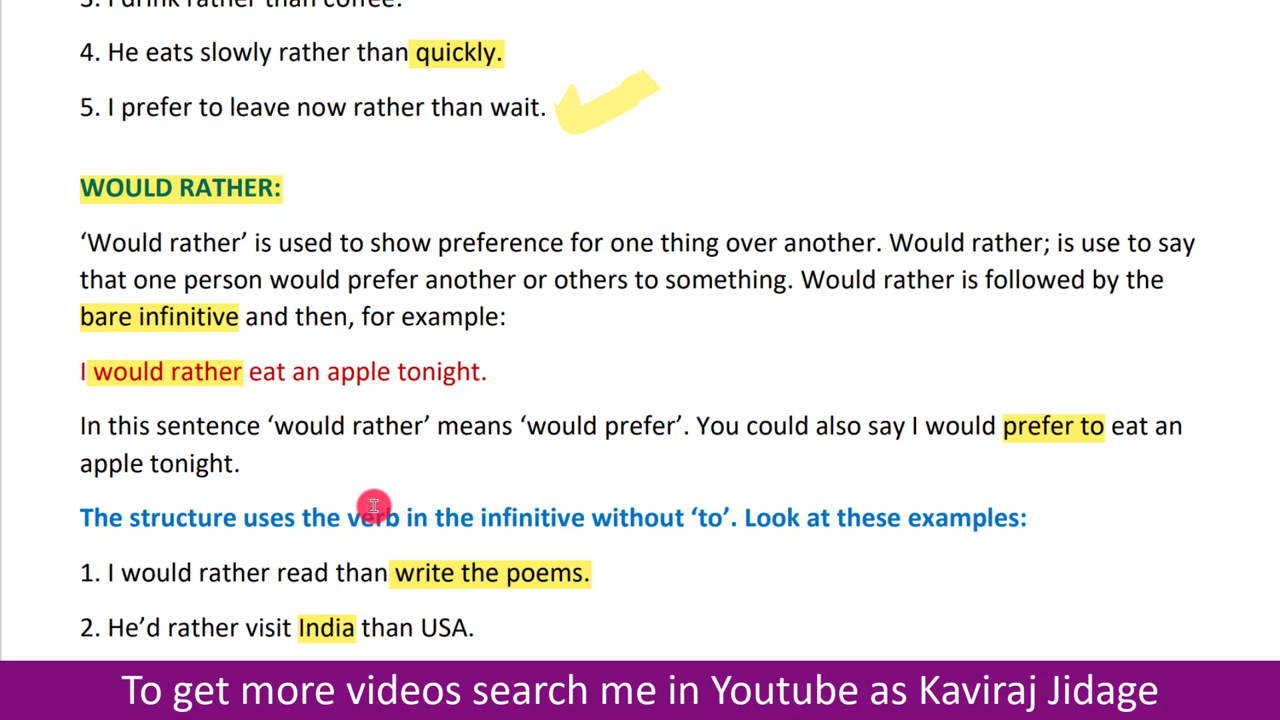 3. I drink rather than coffee.
4. He eats slowly rather than quickly.
5. I prefer to leave now rather than wait.
WOULD RATHER:
‘Would rather’ is used to show preference for one thing over another. Would rather; is use to say
that one person would prefer another or others to something. Would rather is followed by the
bare infinitive and then, for example:
I would rather eat an apple tonight.
In this sentence ‘would rather’ means ‘would prefer’. You could also say I would prefer to eat an
apple tonight.
The structure uses the verb in the infinitive without ‘to’. Look at these examples:
1. I would rather read than write the poems.
2. He’d rather visit India than USA.
To get more videos search me in Youtube as Kaviraj Jidage